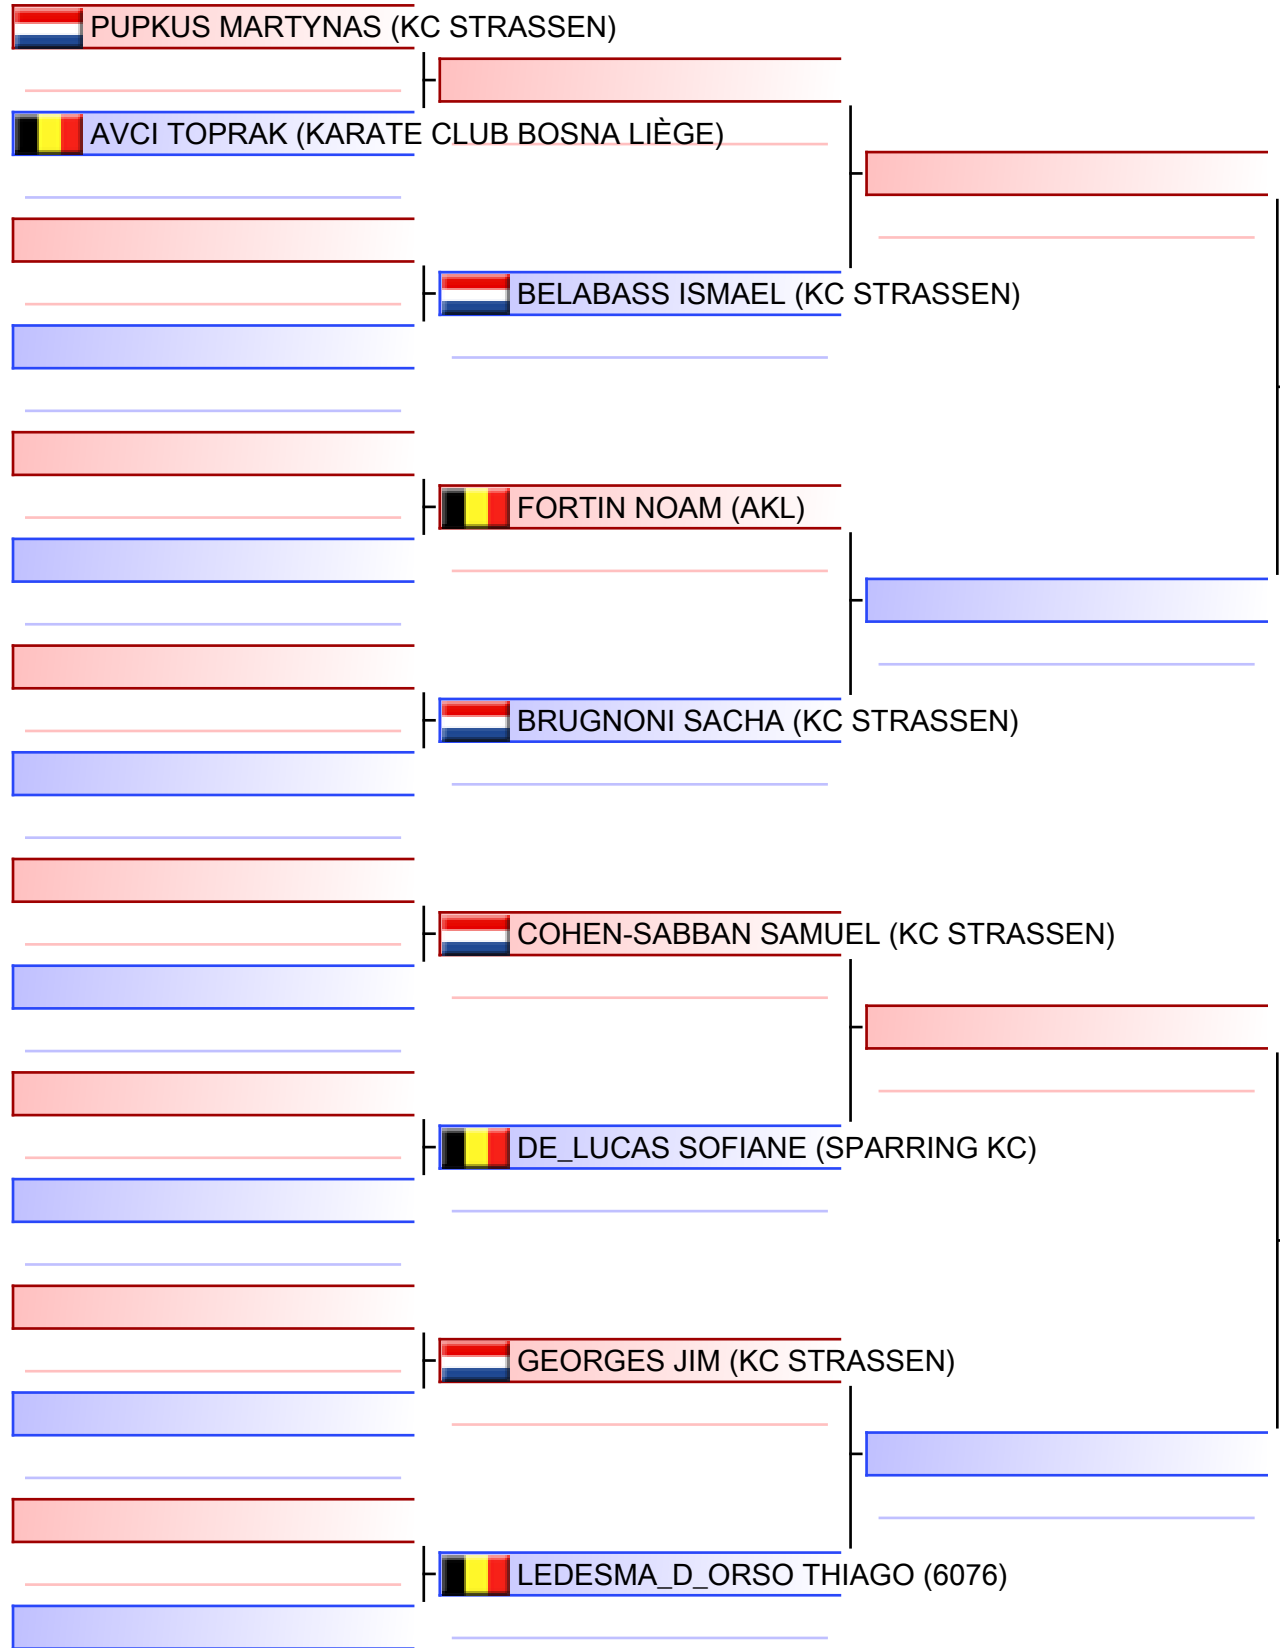 PUPKUS MARTYNAS (KC STRASSEN)
AVCI TOPRAK (KARATE CLUB BOSNA LIÈGE)
BELABASS ISMAEL (KC STRASSEN)
FORTIN NOAM (AKL)
BRUGNONI SACHA (KC STRASSEN)
COHEN-SABBAN SAMUEL (KC STRASSEN)
DE_LUCAS SOFIANE (SPARRING KC)
GEORGES JIM (KC STRASSEN)
LEDESMA_D_ORSO THIAGO (6076)